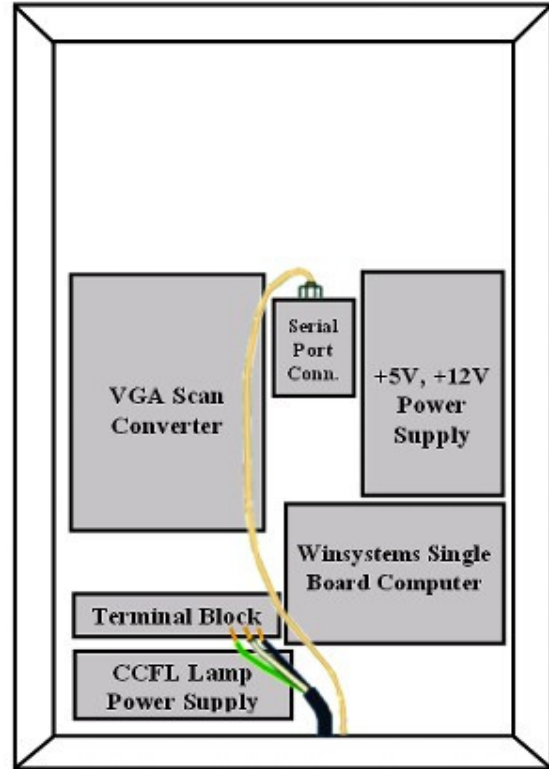 VGA Scan
Converter
Serial
Port
Conn.
+5V, +12V
Power
Supply
Winsystems Single
Board Computer
Terminal Block
CCFL Lamp
Power Supply